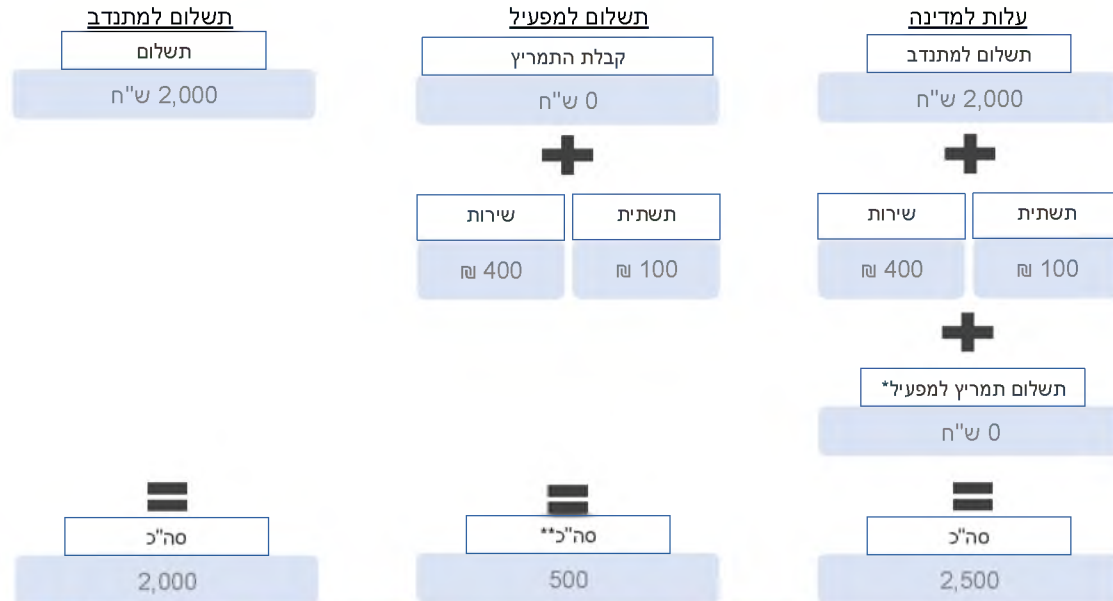 עלות למדינה
תשלום למתנדב
2,000 ש"ח
תשתית
שירות
100 ₪
400 ₪
תשלום תמריץ למפעיל*
0 ש"ח
סה"כ
2,500
תשלום למפעיל
קבלת התמריץ
0 ש"ח
תשתית
שירות
100 ₪
400 ₪
סה"כ**
500
תשלום למתנדב
תשלום
2,000 ש"ח
סה"כ
2,000